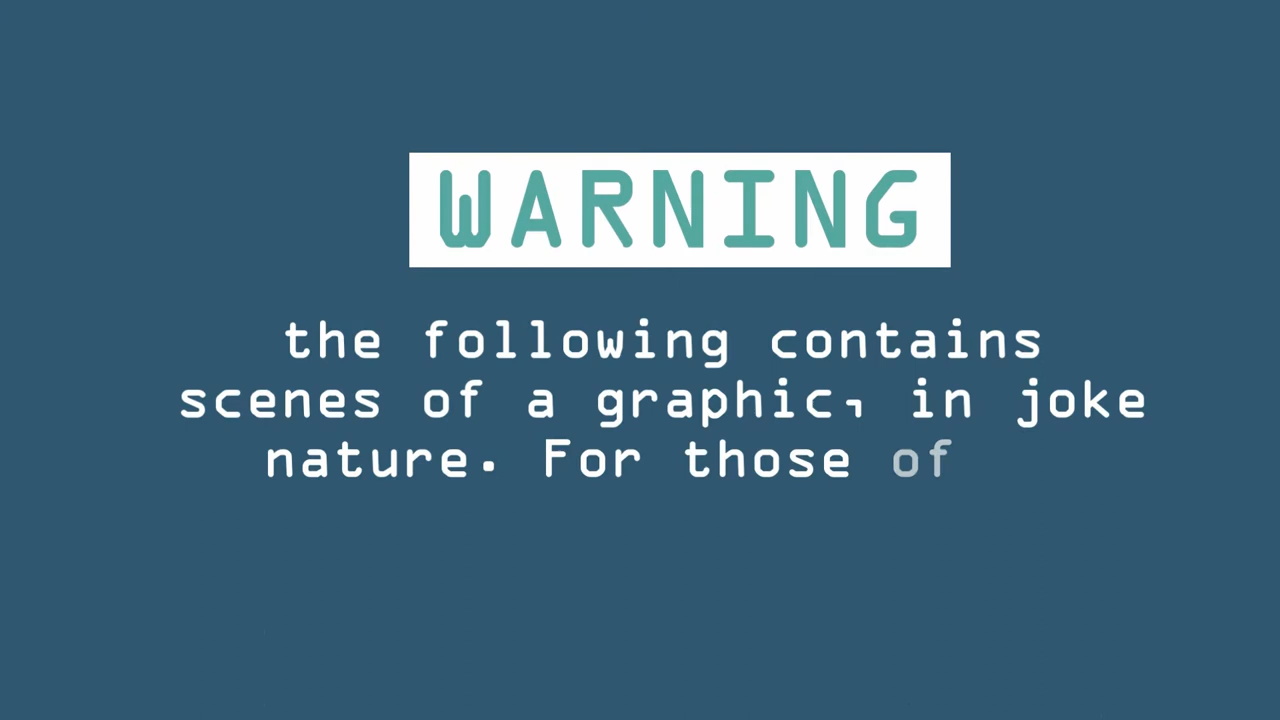 WARNING
the following contains
scenes of a graphic, in joke
nature. For those of